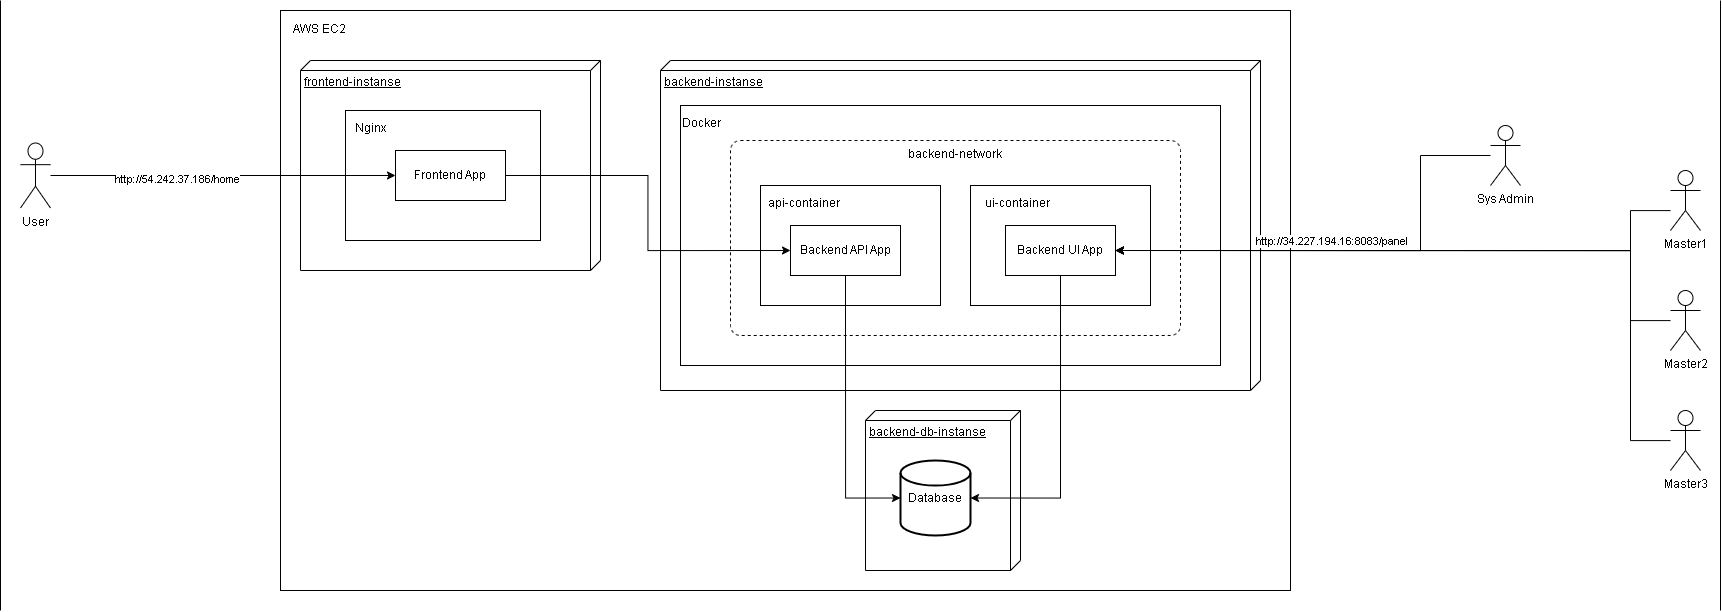 AWS EC2
frontend-instanse
backend-instanse
Nginx
Docker
backend-network
http://54.242.37.186/home
Frontend App
User
api-container
ui-container
Backend API App
Backend UI App
http://34.227.194.16:8083/panel
Sys Admin
Master1
Master2
backend-db-instanse
Database
Master3